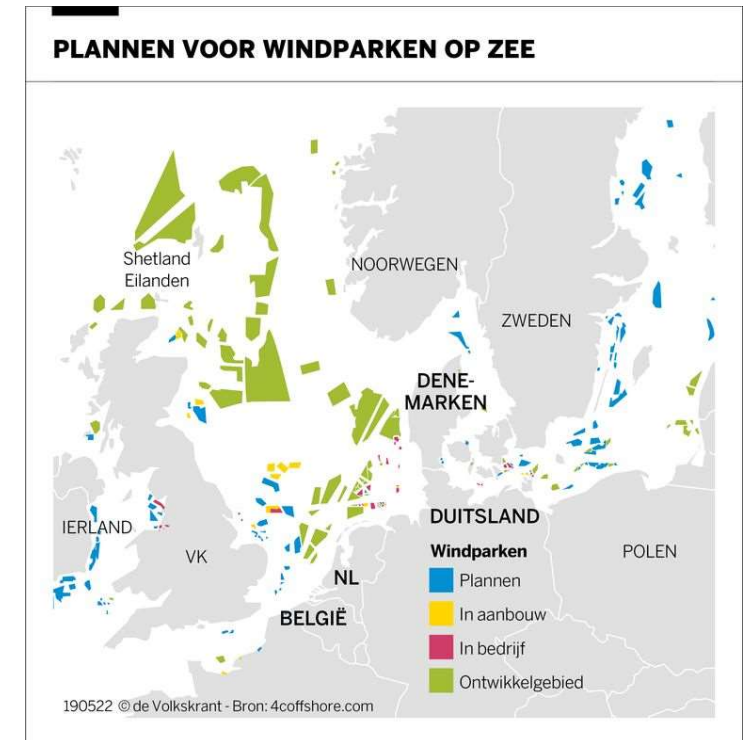 PLANNEN VOOR WINDPARKEN OP ZEE
Shetland
Eilanden
NOORWEGEN
ZWEDEN
DENE-
MARKEN
IERLAND
VK
DUITSLAND
NL
BELGIË
POLEN
Windparken
Plannen
In aanbouw
In bedrijf
Ontwikkelgebied
190522 © de Volkskrant - Bron: 4coffshore.com